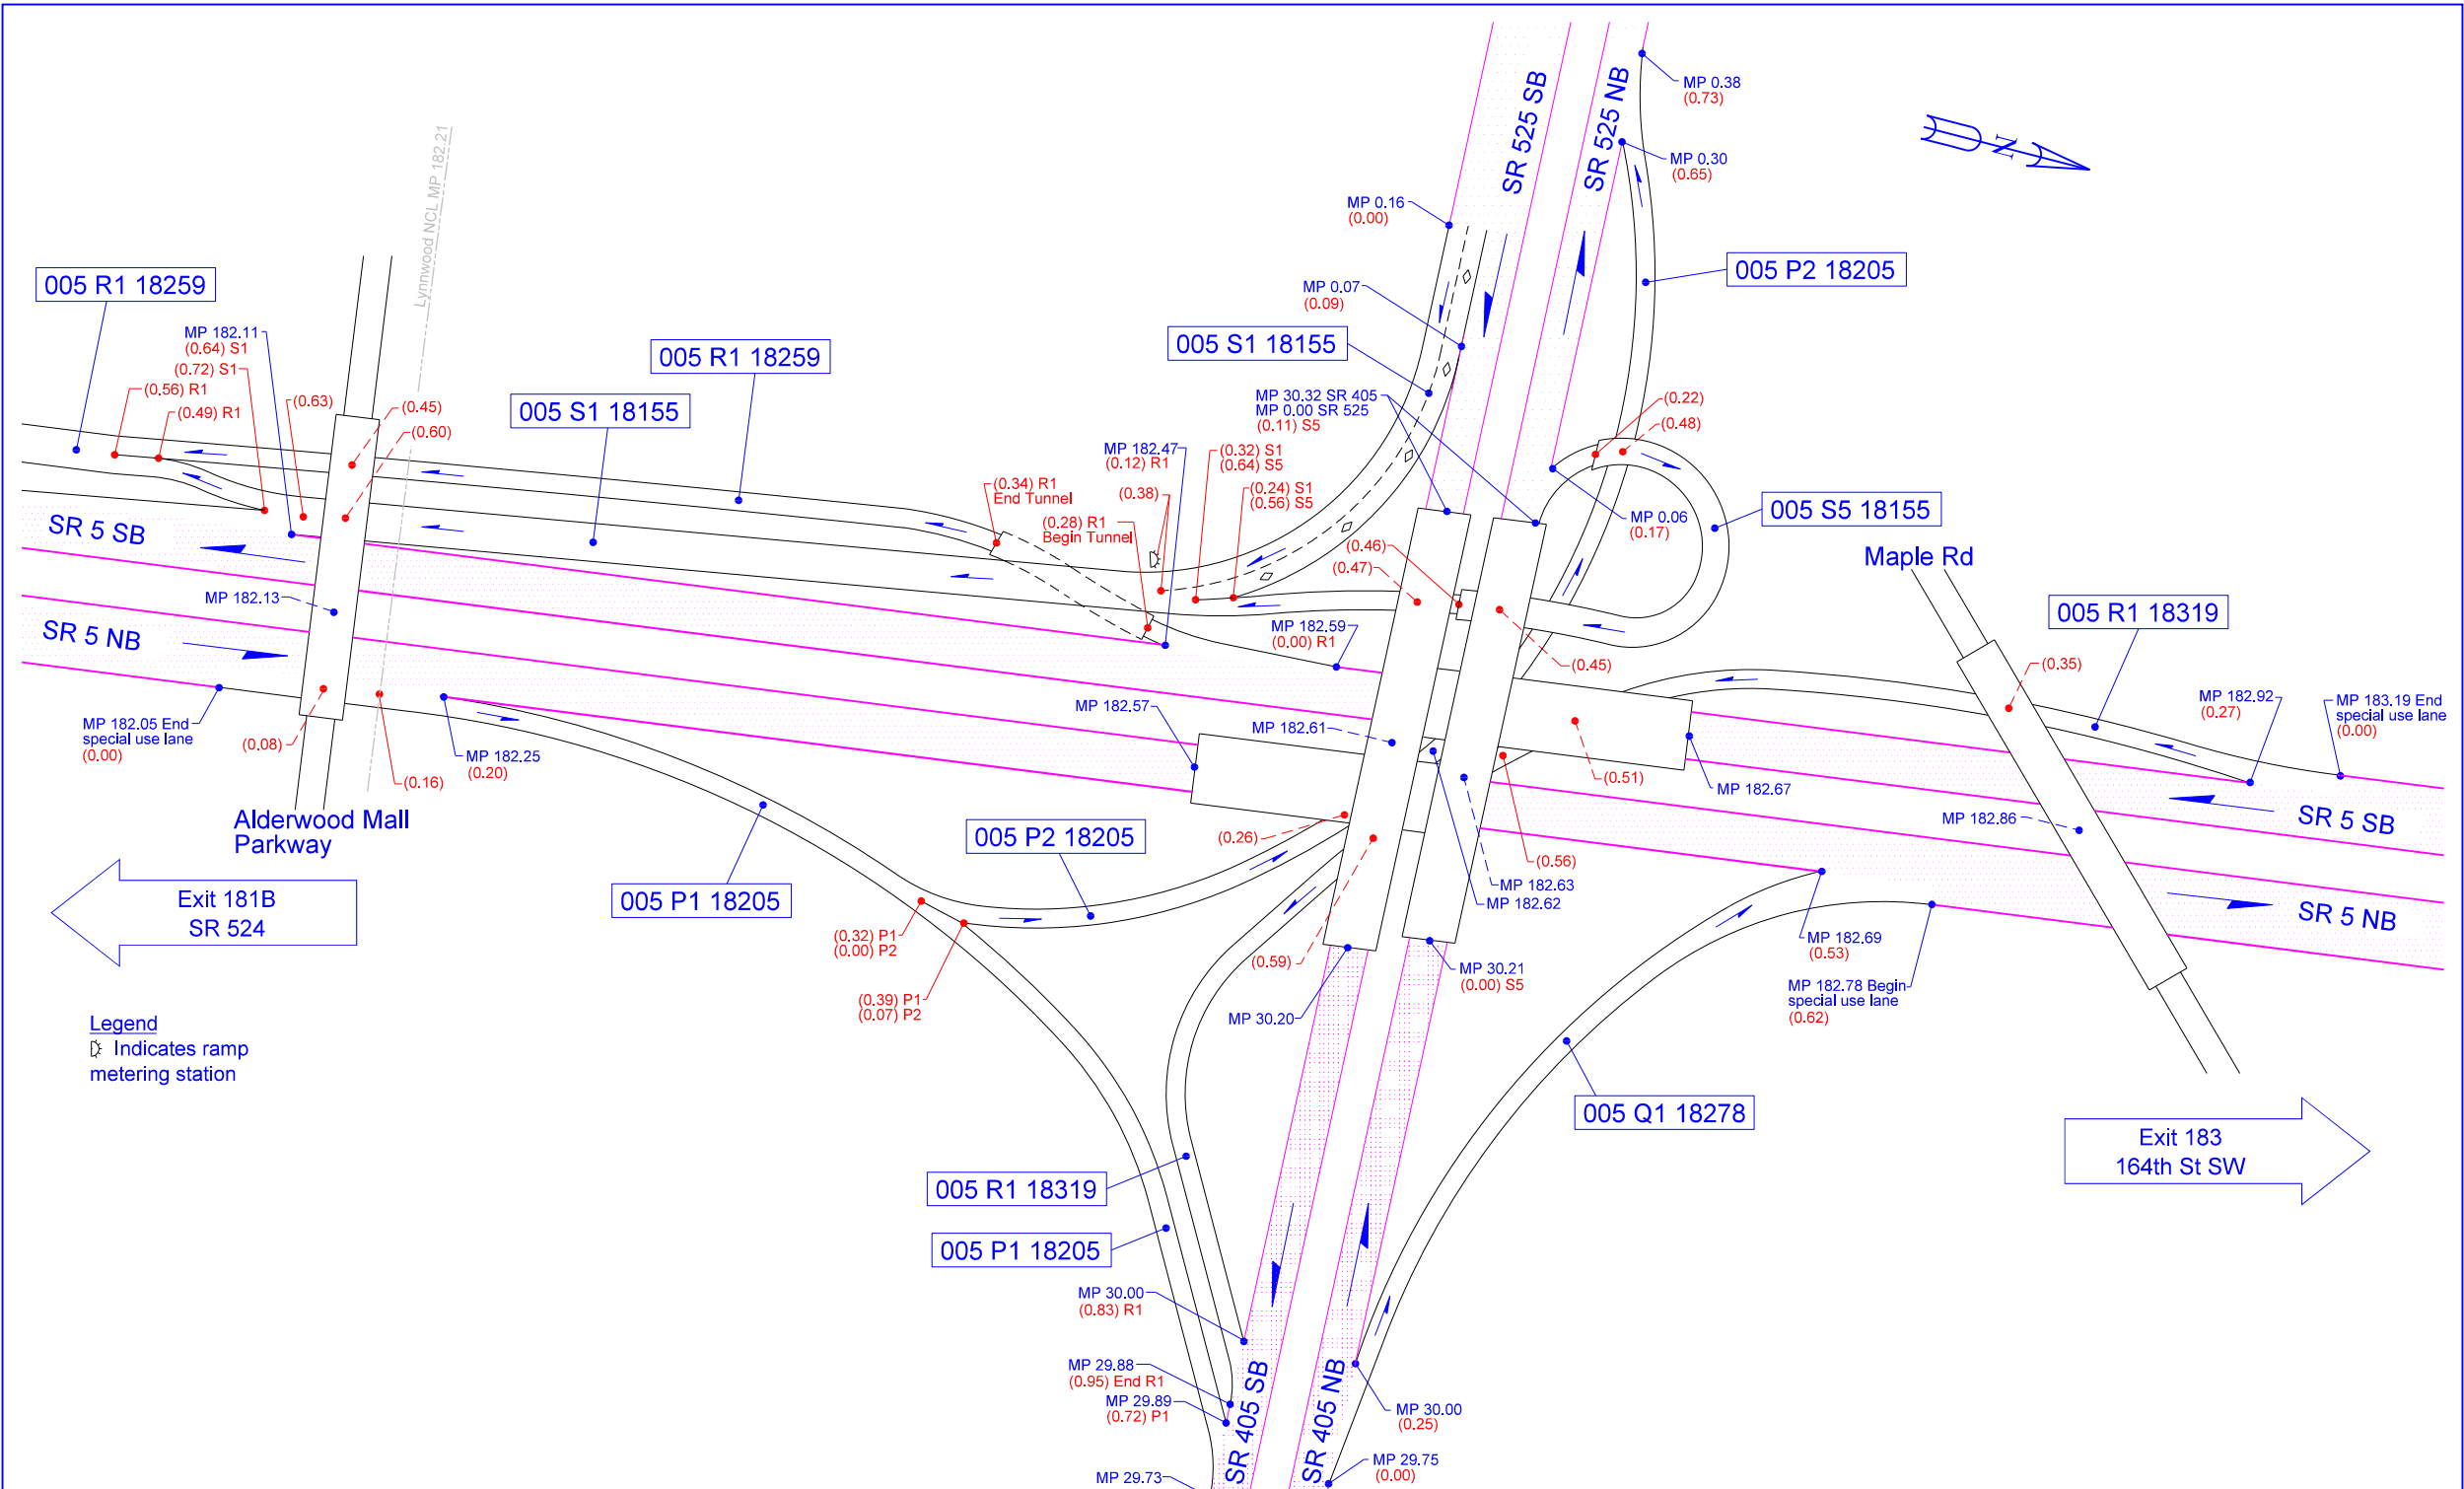 SR 525 SB
SR 525 NB
MP 0.38
(0.73)
N
MP 0.30
(0.65)
Lynnwood NCL MP 182.21
MP 0.16
(0.00)
005 R1 18259
005 P2 18205
MP 0.07
(0.09)
MP 182.11
(0.64) S1
(0.72) S1
(0.56) R1
(0.49) R1
(0.63)
(0.45)
(0.60)
005 R1 18259
005 S1 18155
005 S1 18155
MP 30.32 SR 405
MP 0.00 SR 525
(0.11) S5
(0.22)
(0.48)
MP 182.47
(0.12) R1
(0.38)
(0.32) S1
(0.64) S5
(0.24) S1
(0.56) S5
(0.34) R1
End Tunnel
(0.28) R1
Begin Tunnel
005 S5 18155
MP 0.06
(0.17)
SR 5 SB
(0.46)
(0.47)
Maple Rd
MP 182.13
SR 5 NB
MP 182.59
(0.00) R1
005 R1 18319
(0.45)
(0.35)
MP 182.92
(0.27)
MP 183.19 End
special use lane
(0.00)
MP 182.05 End
special use lane
(0.00)
(0.08)
MP 182.25
(0.20)
(0.16)
MP 182.57
MP 182.61
(0.51)
MP 182.67
Alderwood Mall
Parkway
SR 5 SB
MP 182.86
(0.26)
005 P2 18205
(0.56)
MP 182.63
MP 182.62
SR 5 NB
Exit 181B
SR 524
005 P1 18205
(0.32) P1
(0.00) P2
(0.39) P1
(0.07) P2
(0.59)
MP 30.21
(0.00) S5
MP 30.20
MP 182.69
(0.53)
MP 182.78 Begin
special use lane
(0.62)
Legend
Indicates ramp
metering station
005 Q1 18278
Exit 183
164th St SW
005 R1 18319
005 P1 18205
MP 30.00
(0.83) R1
MP 29.88
(0.95) End R1
MP 29.89
(0.72) P1
SR 405 SB
SR 405 NB
MP 30.00
(0.25)
MP 29.75
(0.00)
MP 29.73